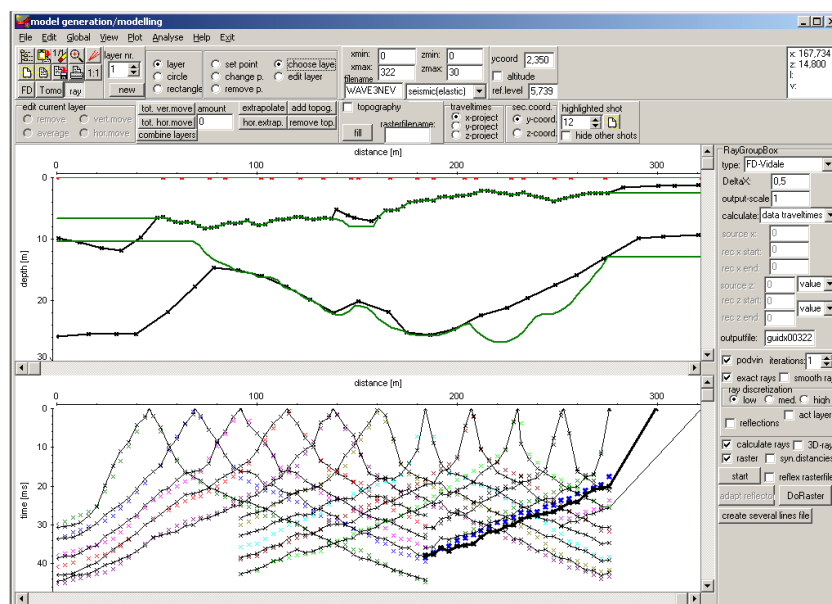 model generation/modelling
File Edit Global View Plot Analyse Help Exit
layer nr.
1
new
FD Tomo ray
1:1
layer
circle
rectangle
set point
change p.
remove p.
choose laye
edit layer
xmin: 0 zmin: 0
xmax: 322 zmax: 30
filename
WAVE3NEV seismic(elastic)
ycoord 2,350
altitude
ref.level 5,739
x: 167,734
z: 14,800
l:
v:
edit current layer
remove vert.move
average hor.move
tot. ver.move amount
tot. hor.move 0
combine layers
extrapolate add topog.
hor.extrap. remove top.
topography
fill rasterfilename:
traveltimes
x-project
y-project
z-project
sec.coord.
y-coord.
z-coord.
highlighted shot
12
hide other shots
distance [m]
0 100 200 300
depth [m]
0
10
20
30
distance [m]
0 100 200 300
time [ms]
0
10
20
30
40
RayGroupBox
type: FD-Vidale
DeltaX: 0,5
output-scale 1
calculate: data traveltimes
source x: 0
rec x start: 0
rec x end: 0
source z: 0 value
rec z start: 0
rec z end: 0 value
outputfile: guidx00322
podvin iterations: 1
exact rays smooth ra
ray discretization
low med. high
act layer
reflections
calculate rays 3D-ray
raster syn.distancies
start reflex rasterfile
adapt reflecto DoRaster
create several lines file